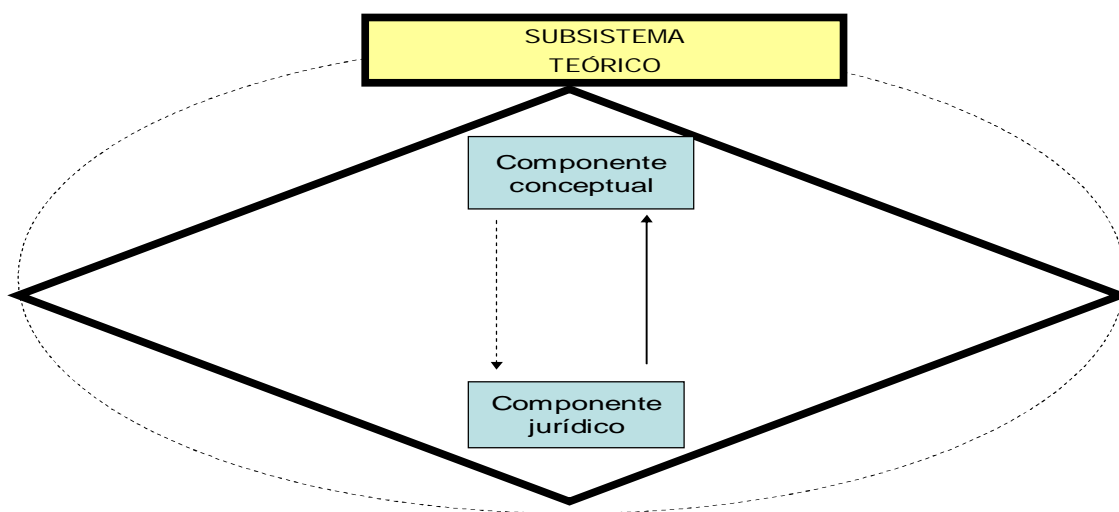 SUBSISTEMA
TEÓRICO
Componente
conceptual
Componente
jurídico